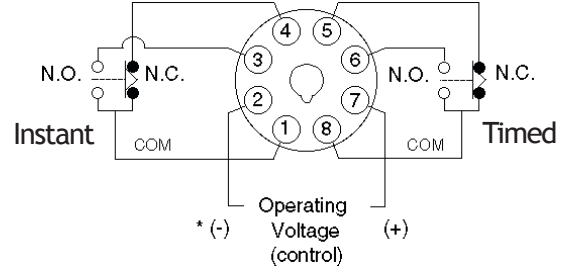 4 5
3 6
N.O. N.C. N.O. N.C.
2 7
Instant 1 8 Timed
COM COM
Operating
* (-) Voltage (+)
(control)